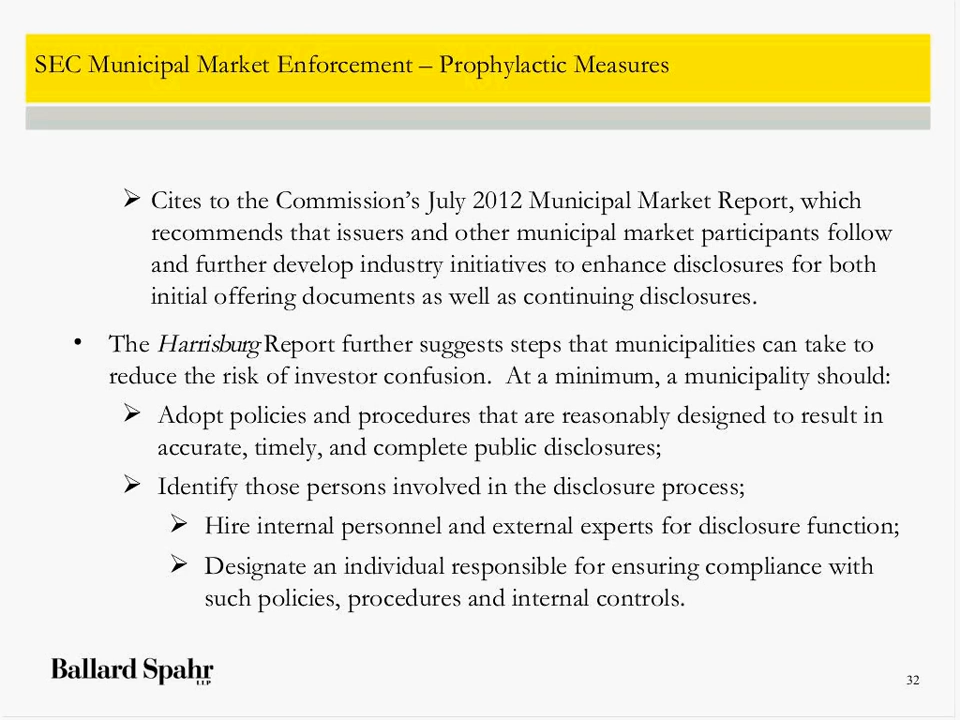 SEC Municipal Market Enforcement – Prophylactic Measures
➢ Cites to the Commission’s July 2012 Municipal Market Report, which
recommends that issuers and other municipal market participants follow
and further develop industry initiatives to enhance disclosures for both
initial offering documents as well as continuing disclosures.
• The Harrisburg Report further suggests steps that municipalities can take to
reduce the risk of investor confusion. At a minimum, a municipality should:
➢ Adopt policies and procedures that are reasonably designed to result in
accurate, timely, and complete public disclosures;
➢ Identify those persons involved in the disclosure process;
➢ Hire internal personnel and external experts for disclosure function;
➢ Designate an individual responsible for ensuring compliance with
such policies, procedures and internal controls.
Ballard Spahr
LLP
32